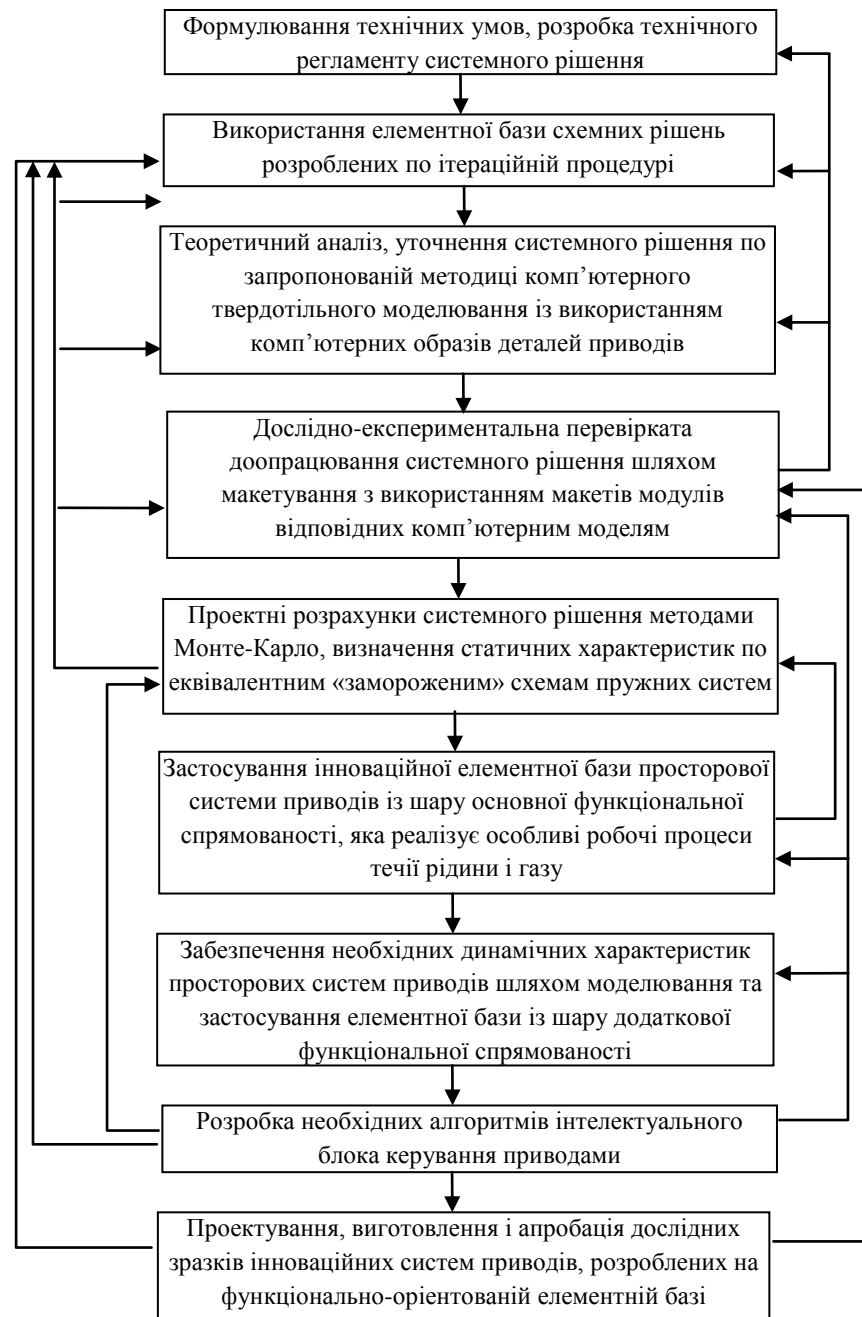 Формулювання технічних умов, розробка технічного
регламенту системного рішення
Використання елементної бази схемних рішень
розроблених по ітераційній процедурі
Теоретичний аналіз, уточнення системного рішення по
запропонованій методиці комп’ютерного
твердотільного моделювання із використанням
комп’ютерних образів деталей приводів
Дослідно-експериментальна перевірката
доопрацювання системного рішення шляхом
макетування з використанням макетів модулів
відповідних комп’ютерним моделям
Проектні розрахунки системного рішення методами
Монте-Карло, визначення статичних характеристик по
еквівалентним «замороженим» схемам пружних систем
Застосування інноваційної елементної бази просторової
системи приводів із шару основної функціональної
спрямованості, яка реалізує особливі робочі процеси
течії рідини і газу
Забезпечення необхідних динамічних характеристик
просторових систем приводів шляхом моделювання та
застосування елементної бази із шару додаткової
функціональної спрямованості
Розробка необхідних алгоритмів інтелектуального
блока керування приводами
Проектування, виготовлення і апробація дослідних
зразків інноваційних систем приводів, розроблених на
функціонально-оріентованій елементній базі